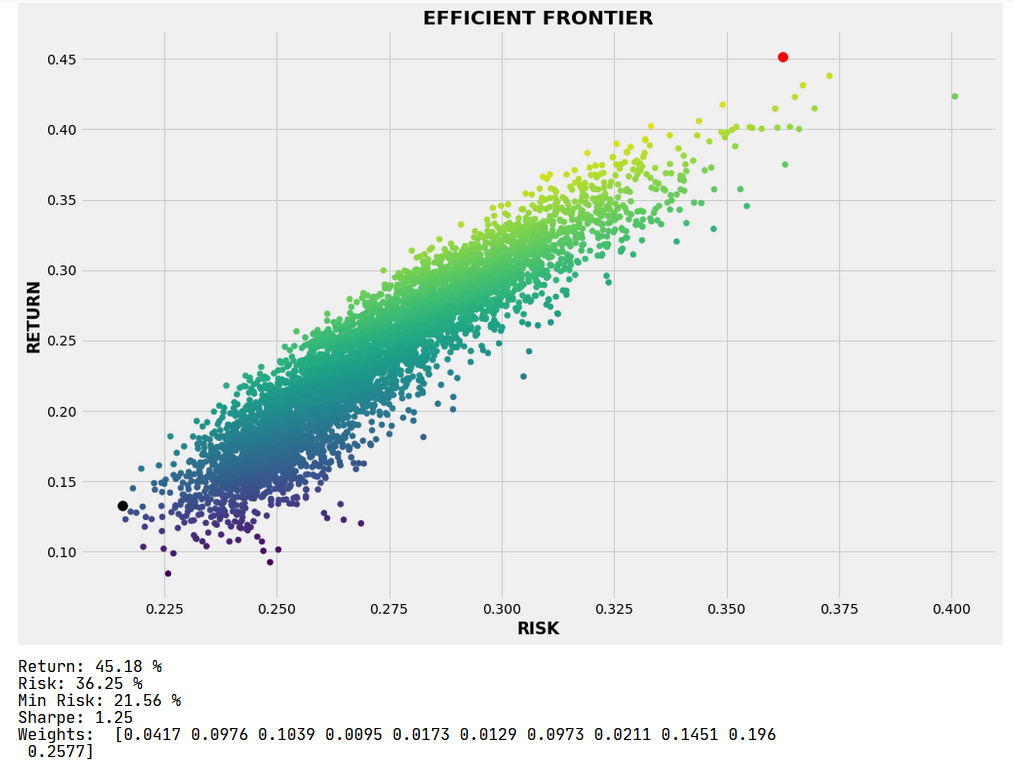 EFFICIENT FRONTIER
0.45
0.40
0.35
0.30
0.25
0.20
0.15
0.10
RETURN
0.225 0.250 0.275 0.300 0.325 0.350 0.375 0.400
RISK
Return: 45.18 %
Risk: 36.25 %
Min Risk: 21.56 %
Sharpe: 1.25
Weights:  [0.0417 0.0976 0.1039 0.0095 0.0173 0.0129 0.0973 0.0211 0.1451 0.196
 0.2577]